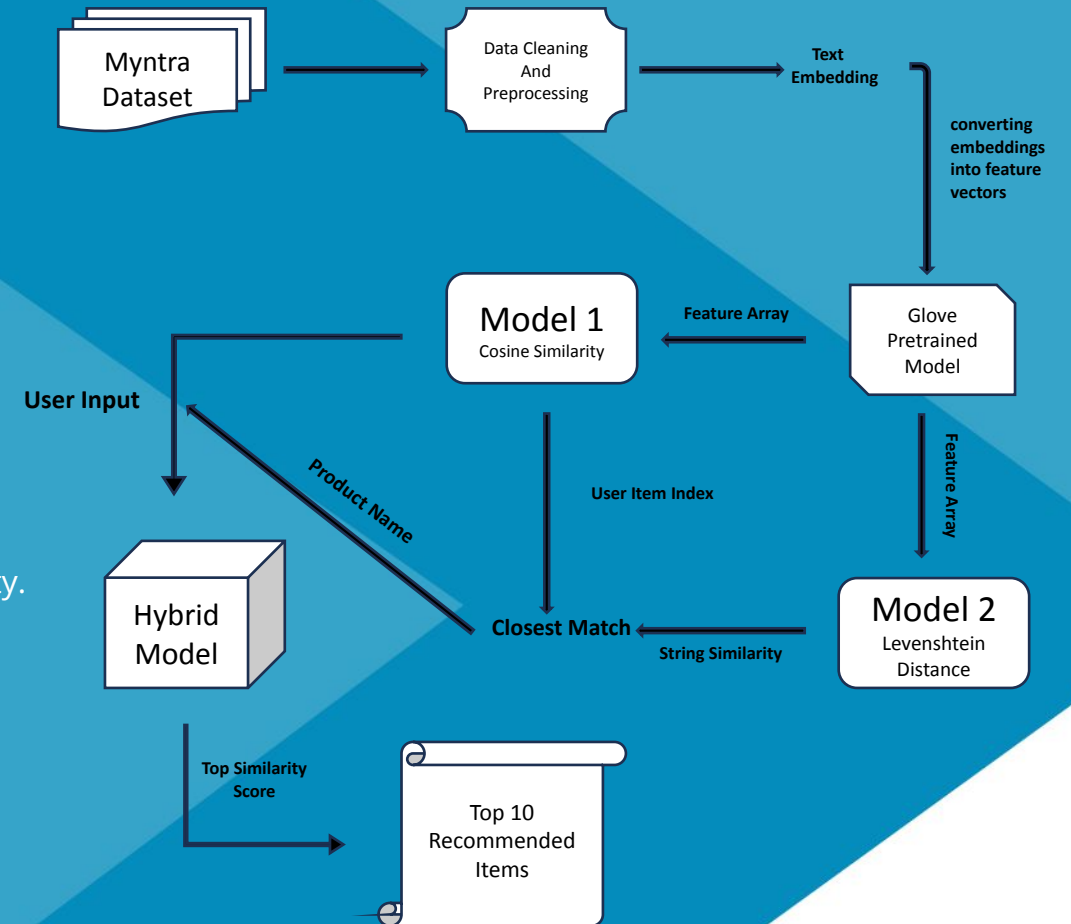 Myntra
Dataset
Data Cleaning
And
Preprocessing
Text
Embedding
converting
embeddings
into feature
vectors
Model 1
Cosine Similarity
Feature Array
Glove
Pretrained
Model
User Input
Product Name
User Item Index
Feature Array
Hybrid
Model
Closest Match
String Similarity
Model 2
Levenshtein
Distance
Top Similarity
Score
Top 10
Recommended
Items